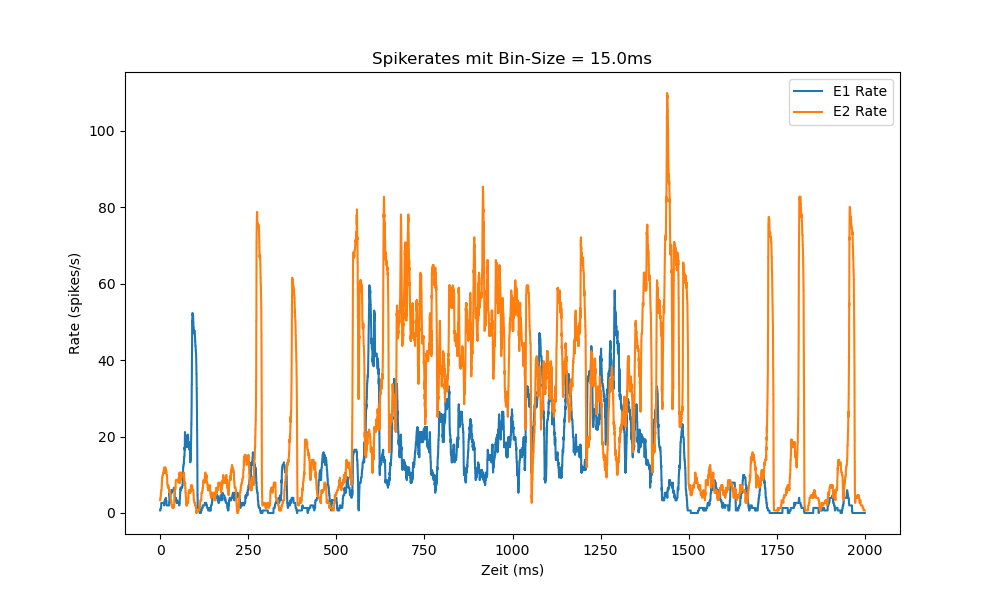 Spikerates mit Bin-Size = 15.0ms
E1 Rate
E2 Rate
Rate (spikes/s)
100
80
60
40
20
0
0 250 500 750 1000 1250 1500 1750 2000
Zeit (ms)